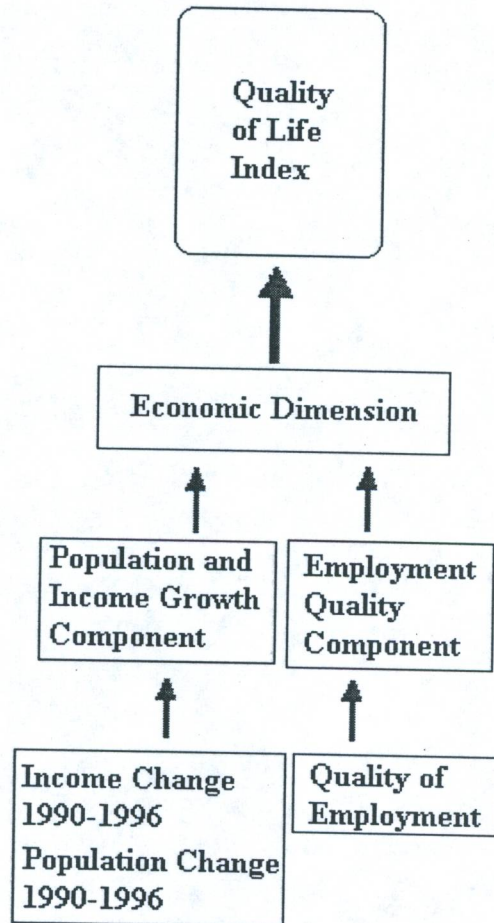 Quality
of Life
Index
Economic Dimension
Population and
Income Growth
Component
Employment
Quality
Component
Income Change
1990-1996
Population Change
1990-1996
Quality of
Employment